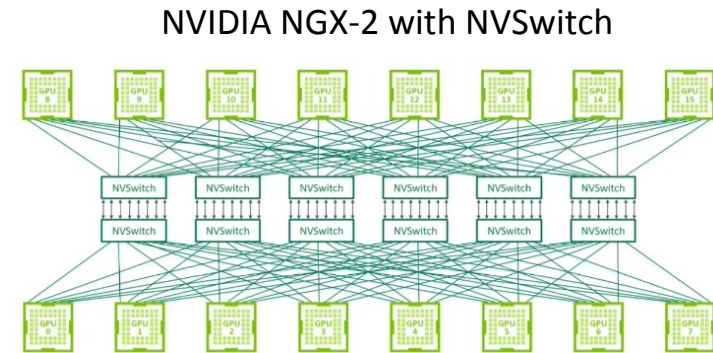 NVIDIA NGX-2 with NVSwitch
GPU 8 GPU 9 GPU 10 GPU 11 GPU 12 GPU 13 GPU 14 GPU 15
NVSwitch NVSwitch NVSwitch NVSwitch NVSwitch NVSwitch
NVSwitch NVSwitch NVSwitch NVSwitch NVSwitch NVSwitch
GPU 0 GPU 1 GPU 2 GPU 3 GPU 4 GPU 5 GPU 6 GPU 7